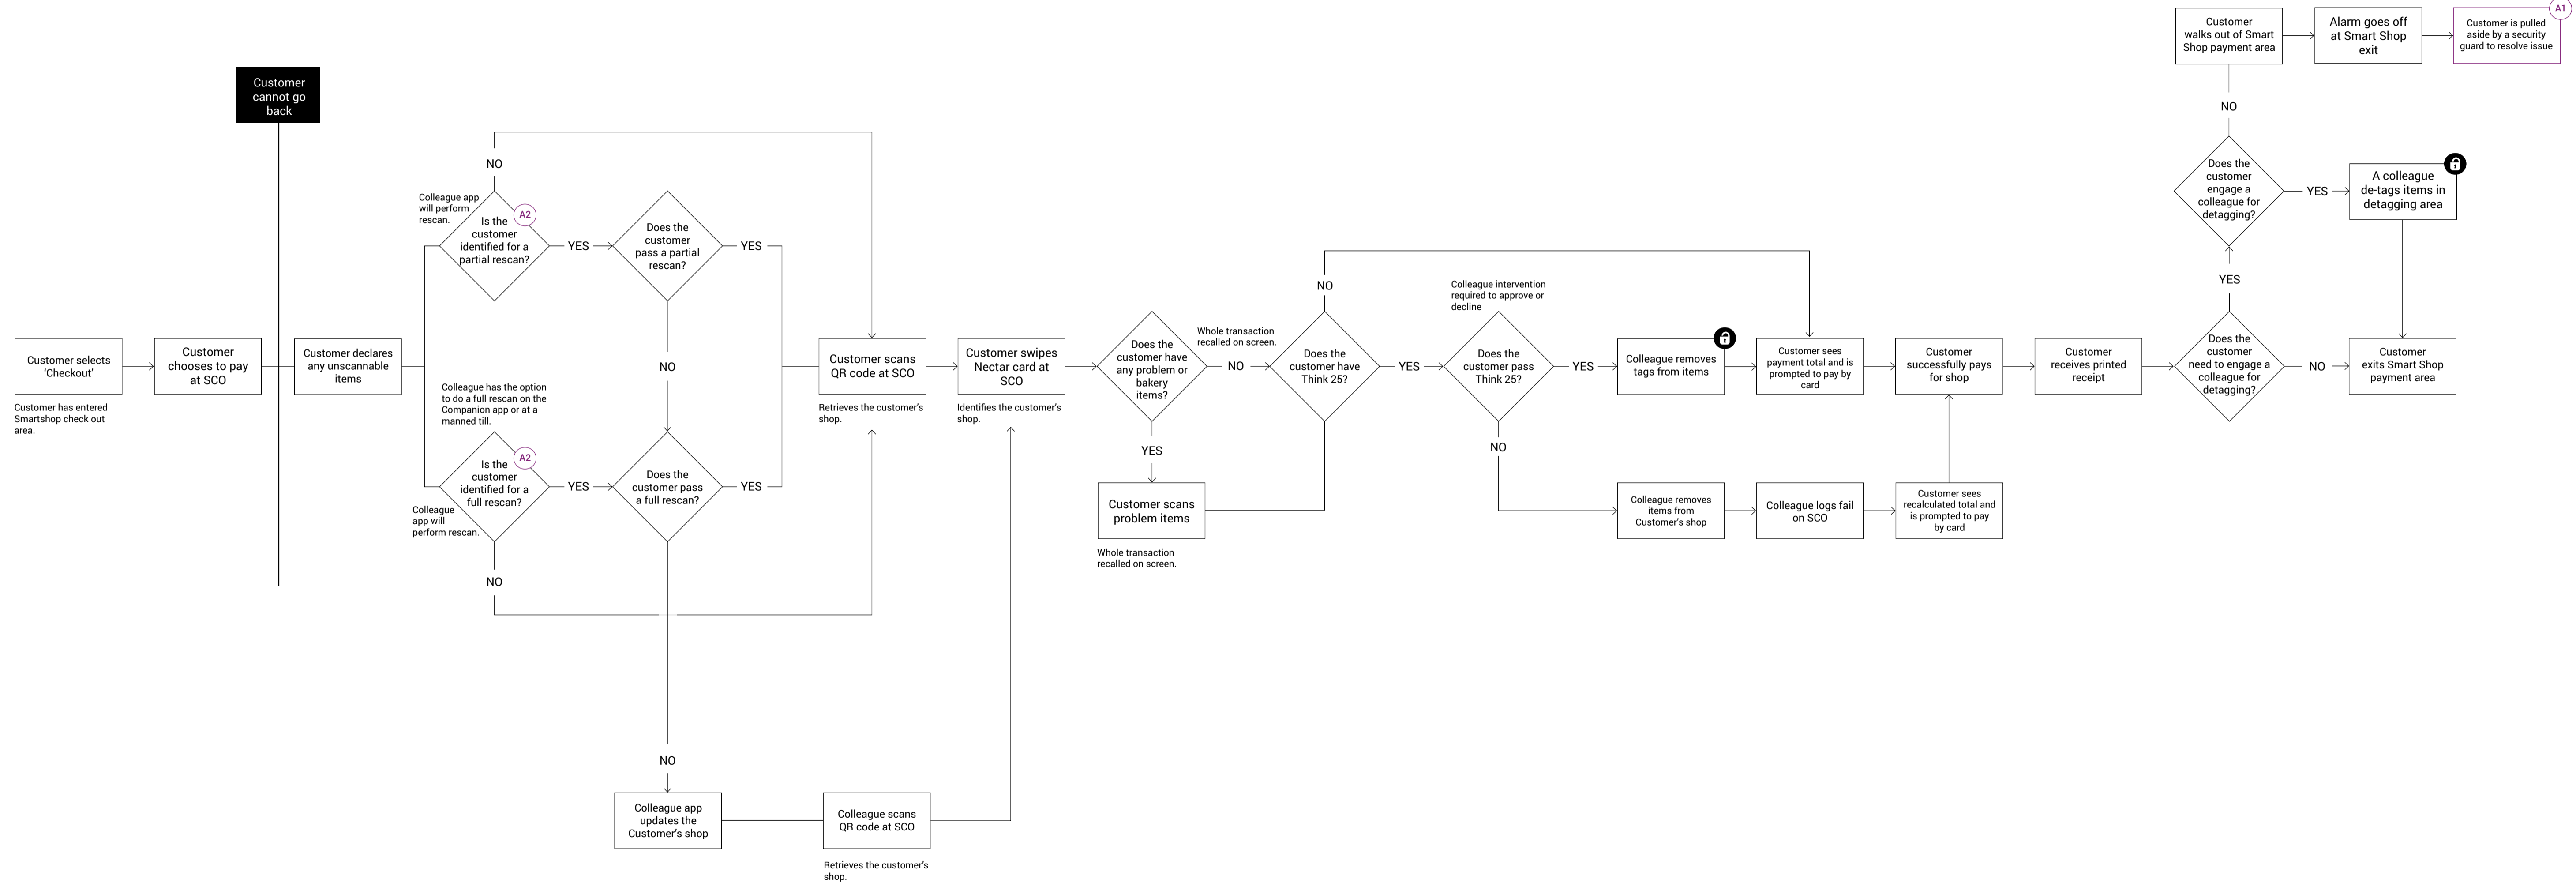 Customer
cannot go
back
Customer selects
‘Checkout’
Customer has entered
Smartshop check out
area.
Customer
chooses to pay
at SCO
Customer declares
any unscannable
items
NO
Colleague app
will perform
rescan.
A2
Is the
customer
identified for a
partial rescan?
YES
Does the
customer
pass a partial
rescan?
YES
NO
Colleague has the option
to do a full rescan on the
Companion app or at a
manned till.
A2
Is the
customer
identified for a
full rescan?
Colleague
app will
perform rescan.
YES
Does the
customer pass
a full rescan?
YES
NO
NO
Colleague app
updates the
Customer’s shop
Colleague scans
QR code at SCO
Retrieves the customer’s
shop.
Customer scans
QR code at SCO
Retrieves the customer’s
shop.
Customer swipes
Nectar card at
SCO
Identifies the customer’s
shop.
Does the
customer have
any problem or
bakery
items?
Whole transaction
recalled on screen.
NO
YES
Customer scans
problem items
Whole transaction
recalled on screen.
NO
Does the
customer have
Think 25?
YES
Colleague intervention
required to approve or
decline
Does the
customer pass
Think 25?
YES
NO
Colleague removes
tags from items
Customer sees
payment total and is
prompted to pay by
card
Colleague removes
items from
Customer’s shop
Colleague logs fail
on SCO
Customer sees
recalculated total and
is prompted to pay
by card
Customer
successfully pays
for shop
Customer
receives printed
receipt
Does the
customer
need to engage a
colleague for
detagging?
NO
Customer
exits Smart Shop
payment area
YES
Does the
customer
engage a
colleague for
detagging?
YES
A colleague
de-tags items in
detagging area
NO
Customer
walks out of Smart
Shop payment area
Alarm goes off
at Smart Shop
exit
A1
Customer is pulled
aside by a security
guard to resolve issue